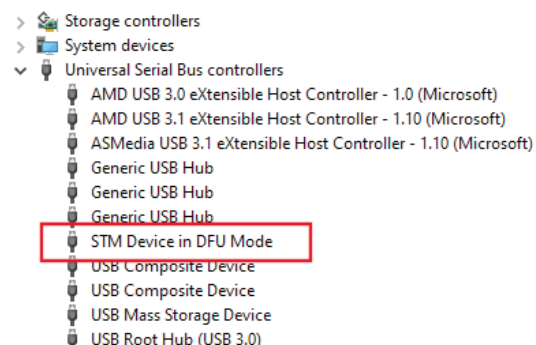 Storage controllers
System devices
Universal Serial Bus controllers
AMD USB 3.0 eXtensible Host Controller - 1.0 (Microsoft)
AMD USB 3.1 eXtensible Host Controller - 1.10 (Microsoft)
ASMedia USB 3.1 eXtensible Host Controller - 1.10 (Microsoft)
Generic USB Hub
Generic USB Hub
Generic USB Hub
STM Device in DFU Mode
USB Composite Device
USB Composite Device
USB Mass Storage Device
USB Root Hub (USB 3.0)